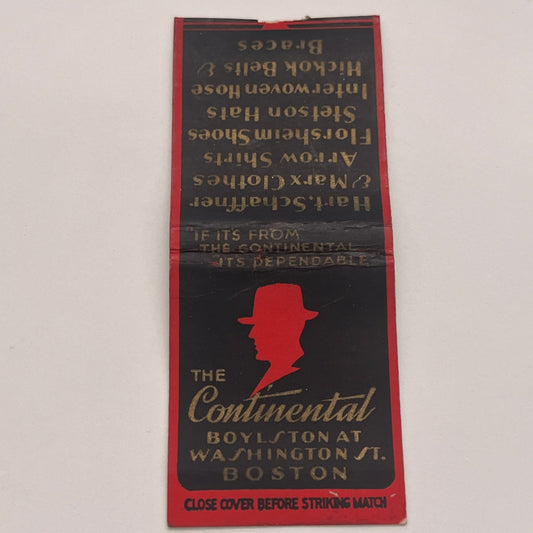 Hart, Schaffner
& Marx Clothes
Arrow Shirts
Florsheim Shoes
Stetson Hats
Interwoven Hose
Hickok Belts &
Braces
IF ITS FROM
THE CONTINENTAL
ITS DEPENDABLE
THE
Continental
BOYLSTON AT
WASHINGTON ST.
BOSTON
CLOSE COVER BEFORE STRIKING MATCH